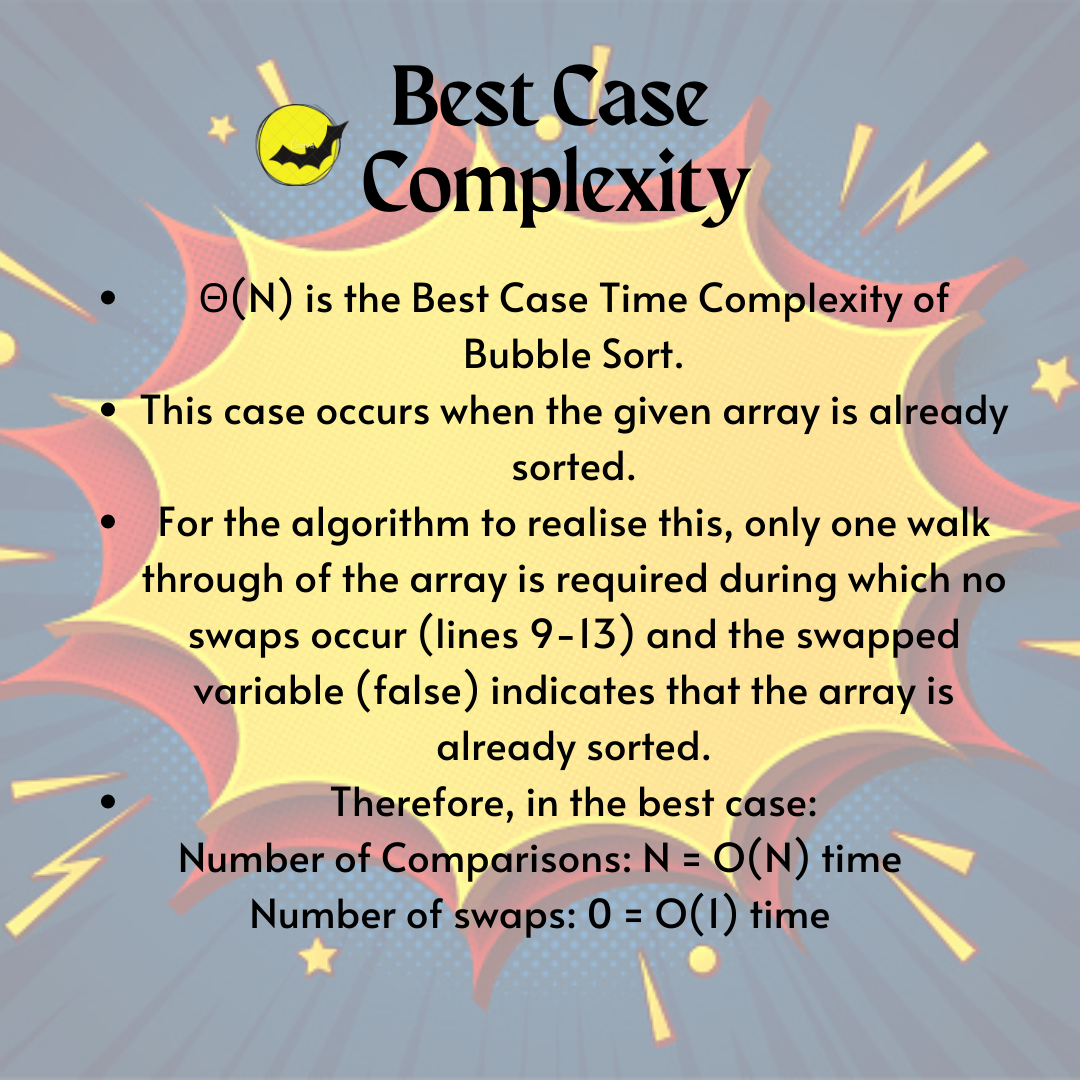 Best Case
Complexity
• Θ(N) is the Best Case Time Complexity of
Bubble Sort.
• This case occurs when the given array is already
sorted.
• For the algorithm to realise this, only one walk
through of the array is required during which no
swaps occur (lines 9-13) and the swapped
variable (false) indicates that the array is
already sorted.
• Therefore, in the best case:
Number of Comparisons: N = O(N) time
Number of swaps: 0 = O(1) time